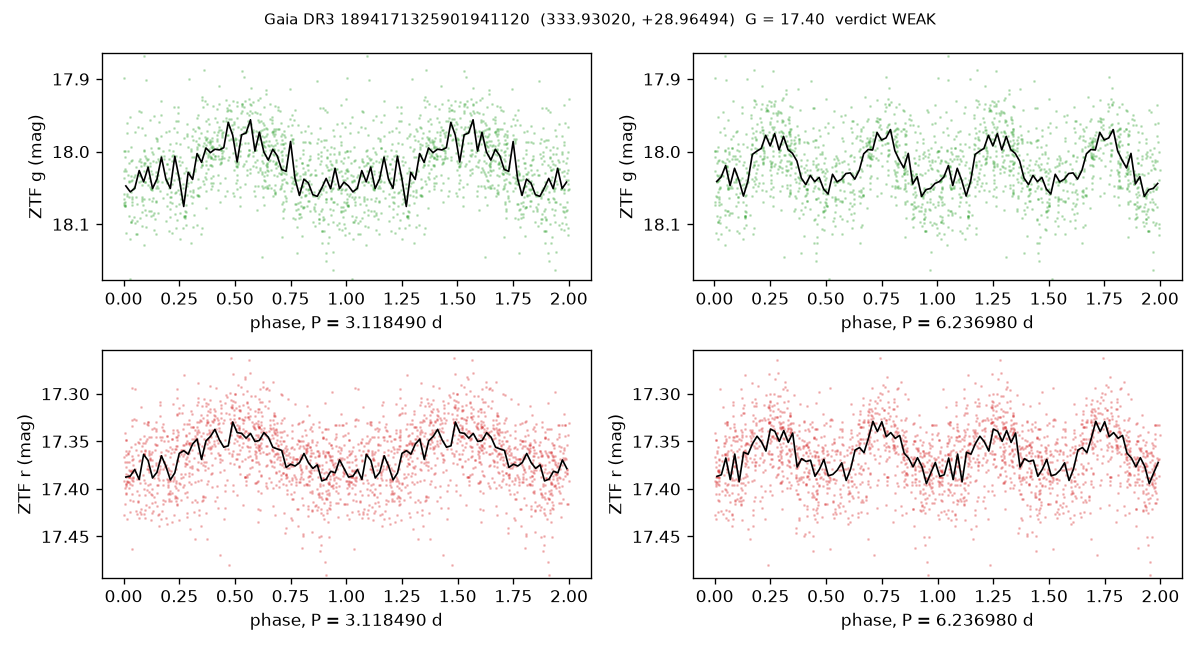 Gaia DR3 1894171325901941120  (333.93020, +28.96494)  G = 17.40  verdict WEAK
ZTF g (mag)
17.9
18.0
18.1
0.00 0.25 0.50 0.75 1.00 1.25 1.50 1.75 2.00
phase, P = 3.118490 d
ZTF g (mag)
17.9
18.0
18.1
0.00 0.25 0.50 0.75 1.00 1.25 1.50 1.75 2.00
phase, P = 6.236980 d
ZTF r (mag)
17.30
17.35
17.40
17.45
0.00 0.25 0.50 0.75 1.00 1.25 1.50 1.75 2.00
phase, P = 3.118490 d
ZTF r (mag)
17.30
17.35
17.40
17.45
0.00 0.25 0.50 0.75 1.00 1.25 1.50 1.75 2.00
phase, P = 6.236980 d